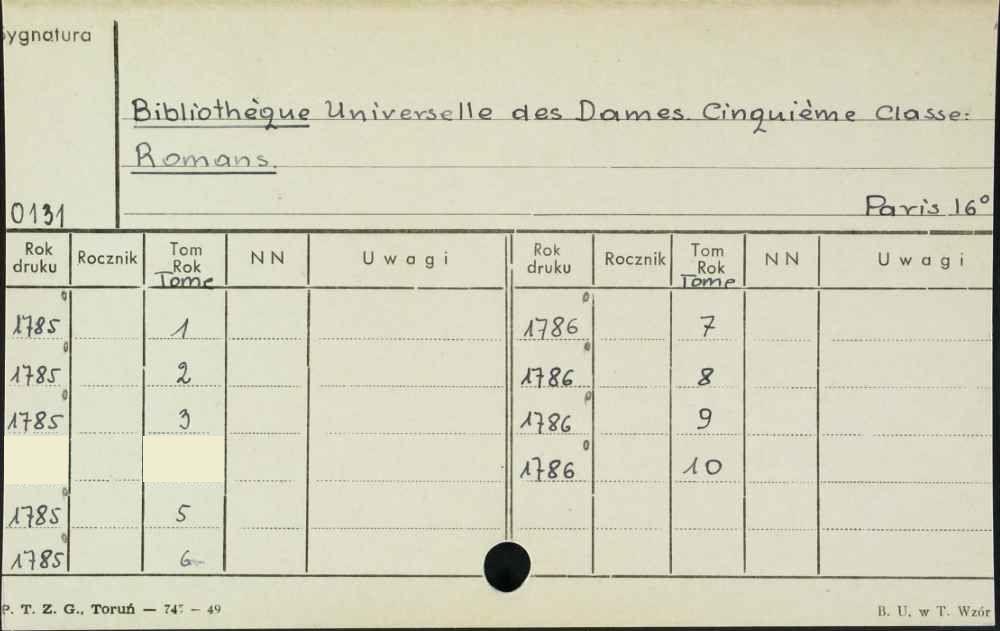 Sygnatura
Bibliothèque Universelle des Dames. Cinquième Classe:
Romans.
0131
Paris 16°
Rok druku Rocznik Tom Rok Tome NN Uwagi Rok druku Rocznik Tom Rok Tome NN Uwagi
1785 1 1786 7
1785 2 1786 8
1785 3 1786 9
1786 10
1785 5
1785 6
P. T. Z. G., Toruń — 49 B. U. w T. Wzór